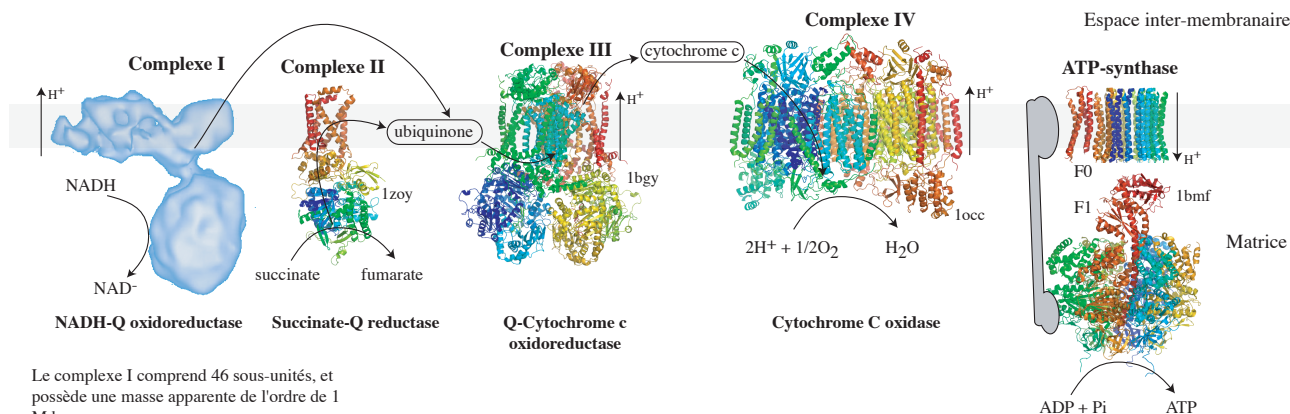 Complexe IV
Espace inter-membranaire
Complexe I
Complexe II
Complexe III
cytochrome c
ATP-synthase
H+
H+
H+
H+
ubiquinone
NADH
1zoy
1bgy
F0
F1
1bmf
1occ
2H+ + 1/2O2
H2O
Matrice
succinate
fumarate
NAD-
NADH-Q oxidoreductase
Succinate-Q reductase
Q-Cytochrome c
oxidoreductase
Cytochrome C oxidase
Le complexe I comprend 46 sous-unités, et
possède une masse apparente de l'ordre de 1
ADP + Pi
ATP